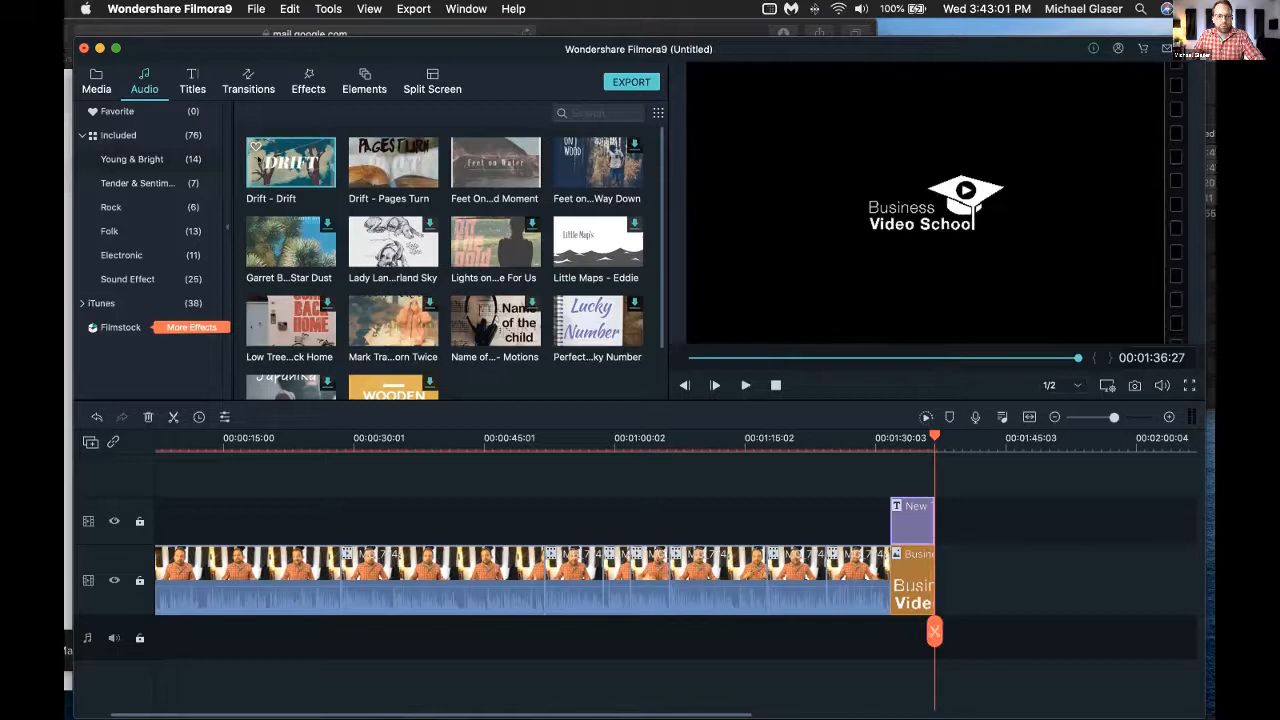 Wondershare Filmora9 File Edit Tools View Export Window Help
100% Wed 3:43:01 PM Michael Glaser
mail.google.com
Wondershare Filmora9 (Untitled)
Michael Glaser
Media Audio Titles Transitions Effects Elements Split Screen EXPORT
Favorite (0)
Search
Included (76)
Young & Bright (14)
Tender & Sentim... (7)
Rock (6)
Folk (13)
Electronic (11)
Sound Effect (25)
iTunes (38)
Filmstock More Effects
DRIFT
PAGES TURN
Feet on Water
WOOD
Drift - Drift
Drift - Pages Turn
Feet On...d Moment
Feet on...Way Down
Little Map's
Garret B...Star Dust
Lady Lan...rland Sky
Lights on...e For Us
Little Maps - Eddie
COME BACK HOME
Name of the child
Lucky Number
Low Tree...ck Home
Mark Tra...orn Twice
Name of...- Motions
Perfect...ky Number
WOODEN
Business
Video School
00:01:36:27
1/2
00:00:15:00 00:00:30:01 00:00:45:01 00:01:00:02 00:01:15:02 00:01:30:03 00:01:45:03 00:02:00:04
T New
Busin
Busin
Vide